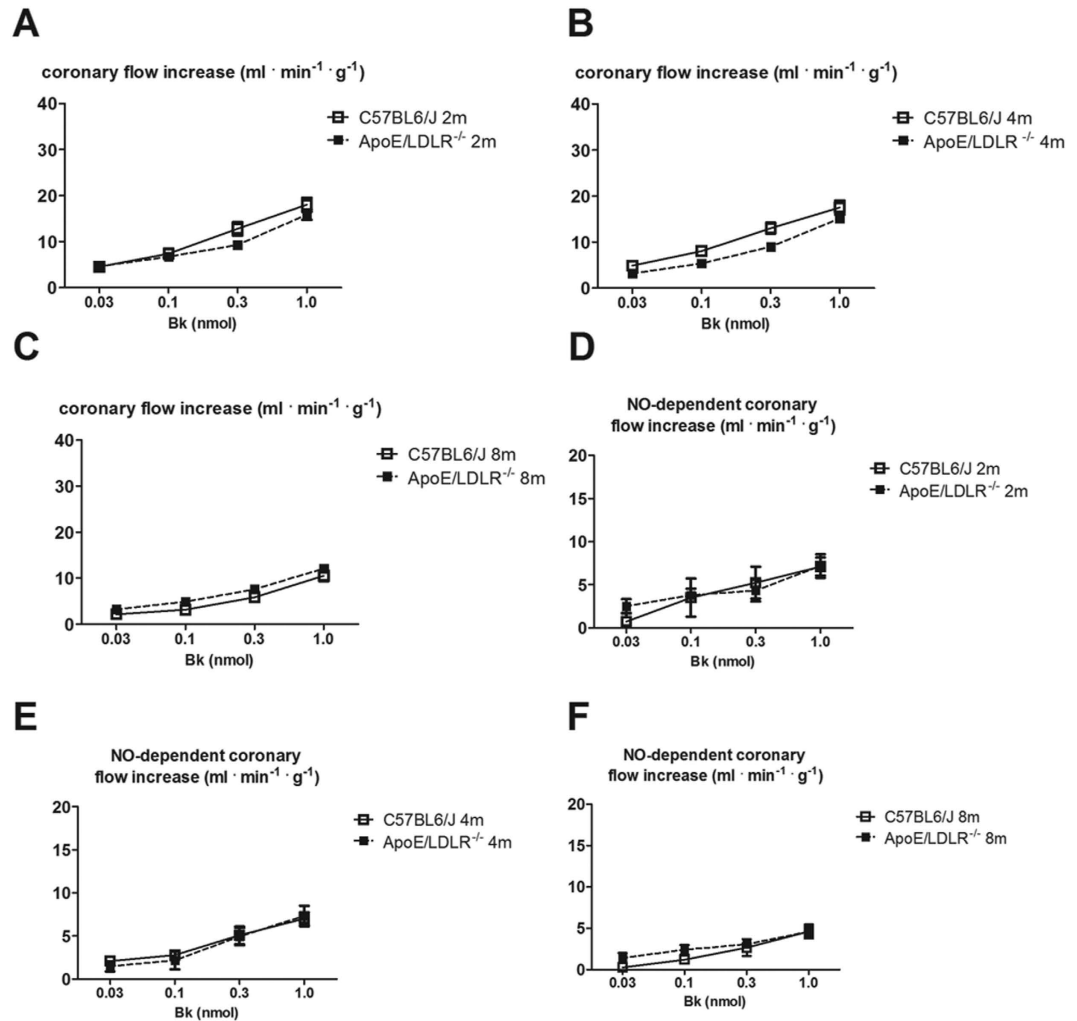 A
coronary flow increase (ml · min⁻¹ · g⁻¹)
C57BL6/J 2m
ApoE/LDLR⁻/⁻ 2m
40
30
20
10
0
0.03 0.1 0.3 1.0
Bk (nmol)
B
coronary flow increase (ml · min⁻¹ · g⁻¹)
C57BL6/J 4m
ApoE/LDLR ⁻/⁻ 4m
40
30
20
10
0
0.03 0.1 0.3 1.0
Bk (nmol)
C
coronary flow increase (ml · min⁻¹ · g⁻¹)
C57BL6/J 8m
ApoE/LDLR⁻/⁻ 8m
40
30
20
10
0
0.03 0.1 0.3 1.0
Bk (nmol)
D
NO-dependent coronary
flow increase (ml · min⁻¹ · g⁻¹)
C57BL6/J 2m
ApoE/LDLR⁻/⁻ 2m
20
15
10
5
0
0.03 0.1 0.3 1.0
Bk (nmol)
E
NO-dependent coronary
flow increase (ml · min⁻¹ · g⁻¹)
C57BL6/J 4m
ApoE/LDLR⁻/⁻ 4m
20
15
10
5
0
0.03 0.1 0.3 1.0
Bk (nmol)
F
NO-dependent coronary
flow increase (ml · min⁻¹ · g⁻¹)
C57BL6/J 8m
ApoE/LDLR⁻/⁻ 8m
20
15
10
5
0
0.03 0.1 0.3 1.0
Bk (nmol)